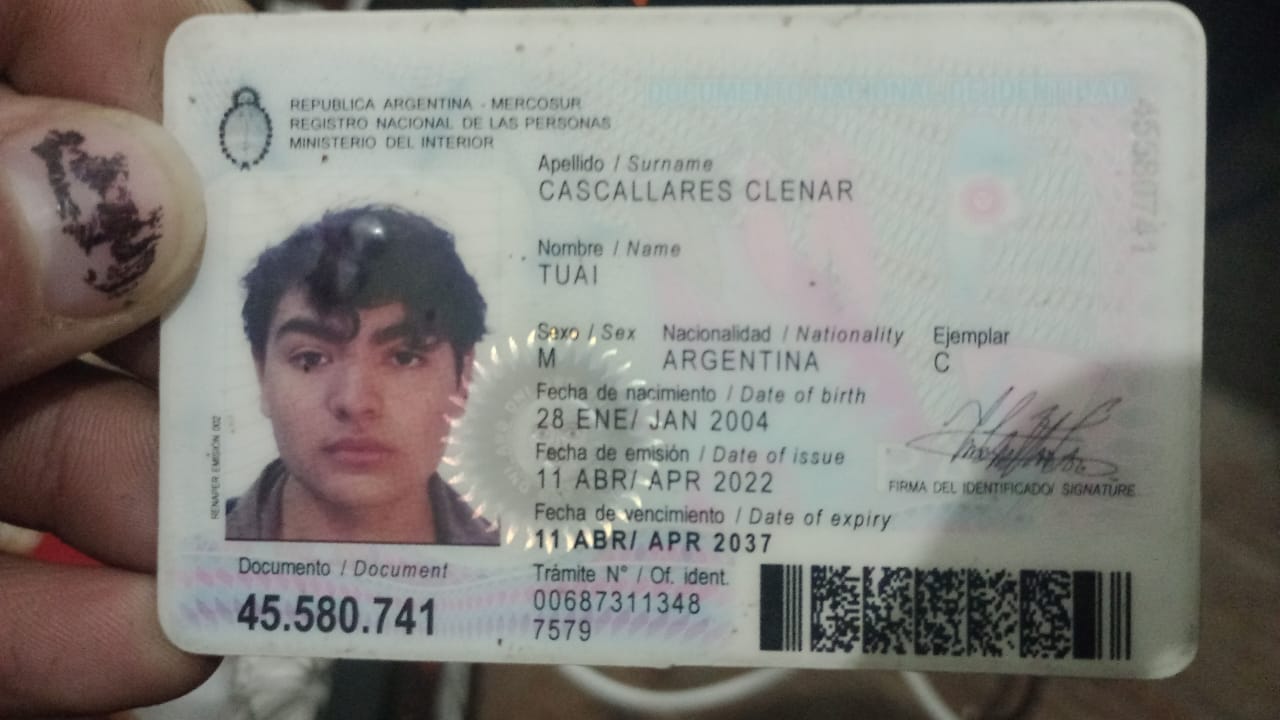 DOCUMENTO NACIONAL DE IDENTIDAD
REPUBLICA ARGENTINA - MERCOSUR
REGISTRO NACIONAL DE LAS PERSONAS
MINISTERIO DEL INTERIOR
Apellido / Surname
CASCALLARES CLENAR
Nombre / Name
TUAI
Sexo / Sex Nacionalidad / Nationality Ejemplar
M ARGENTINA C
Fecha de nacimiento / Date of birth
28 ENE/ JAN 2004
Fecha de emisión / Date of issue
11 ABR/ APR 2022
FIRMA DEL IDENTIFICADO/ SIGNATURE
Fecha de vencimiento / Date of expiry
11 ABR/ APR 2037
Documento / Document
45.580.741
Trámite N° / Of. ident.
00687311348
7579
RENAPER EMISIÓN 002
45580741